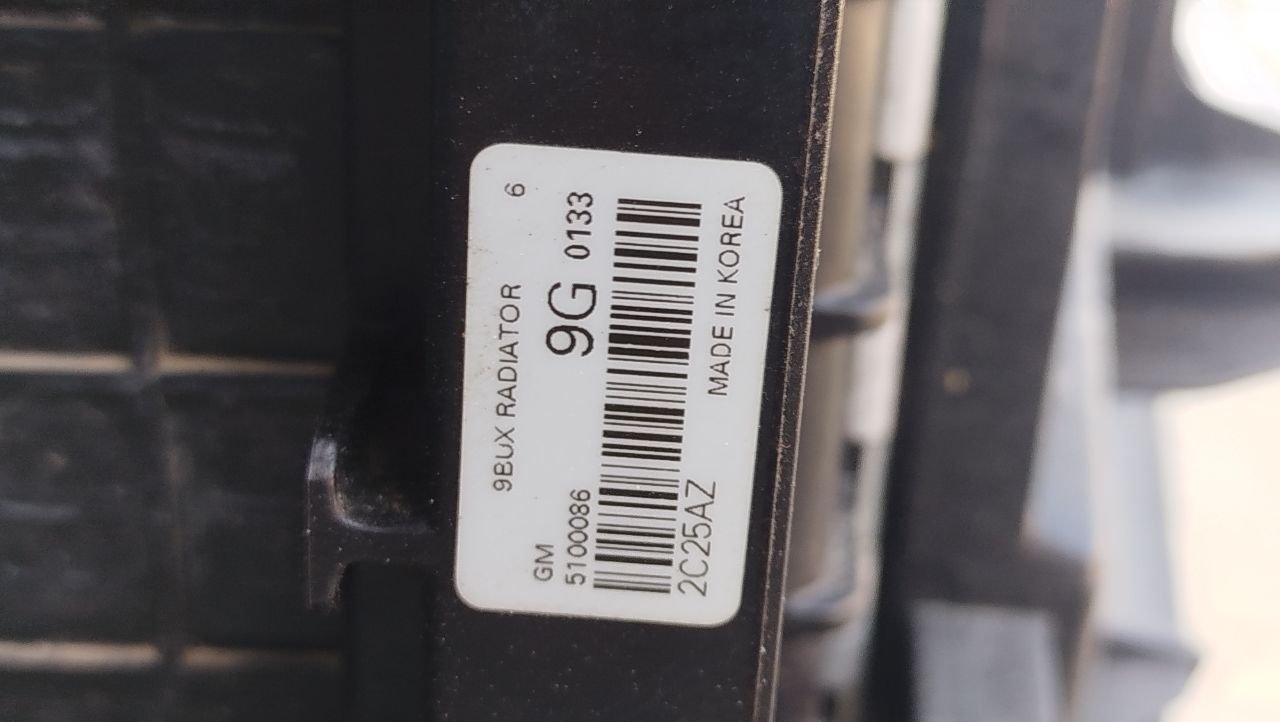 9BUX RADIATOR 6
GM
5100086 9G 0133
2C25AZ MADE IN KOREA